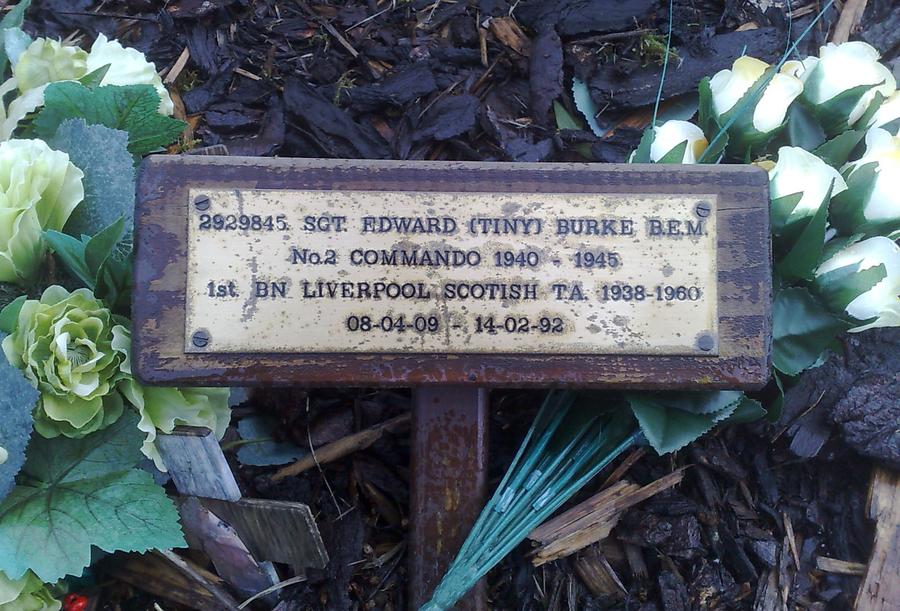 2929845. SGT. EDWARD (TINY) BURKE B.E.M.
No.2 COMMANDO 1940 - 1945
1st. BN LIVERPOOL SCOTISH T.A. 1938-1960
08-04-09 - 14-02-92